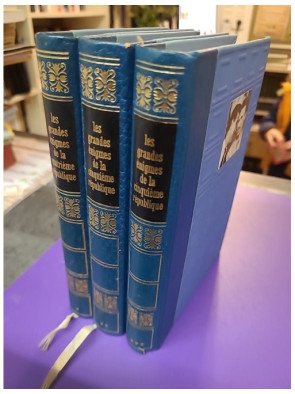 les
grandes
énigmes
de la
quatrième
république
les
grandes
énigmes
de la
cinquième
république
les
grandes
énigmes
de la
cinquième
république